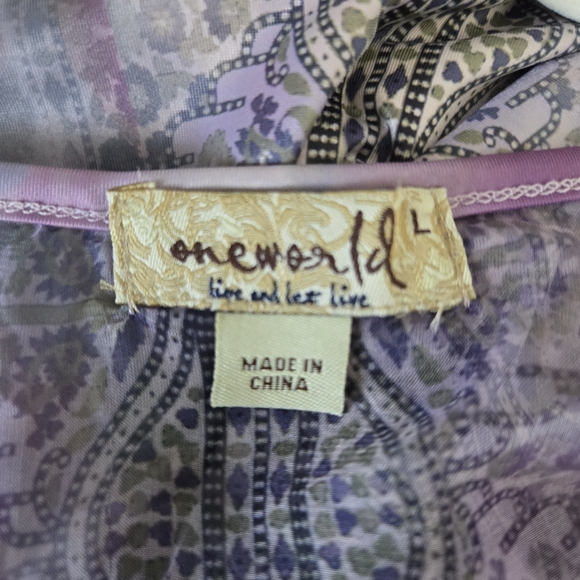 oneworld
live and let live
L
MADE IN
CHINA